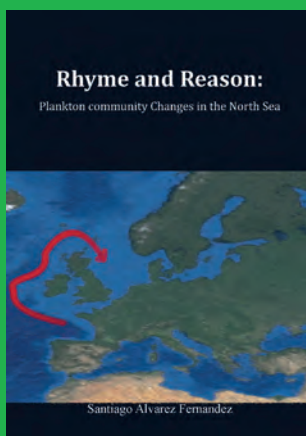 Rhyme and Reason:
Plankton community Changes in the North Sea
Santiago Alvarez Fernandez